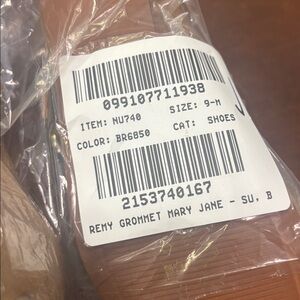 099107711938
ITEM: NU740 SIZE: 9-M
COLOR: BR6850 CAT: SHOES
2153740167
REMY GROMMET MARY JANE - SU, B